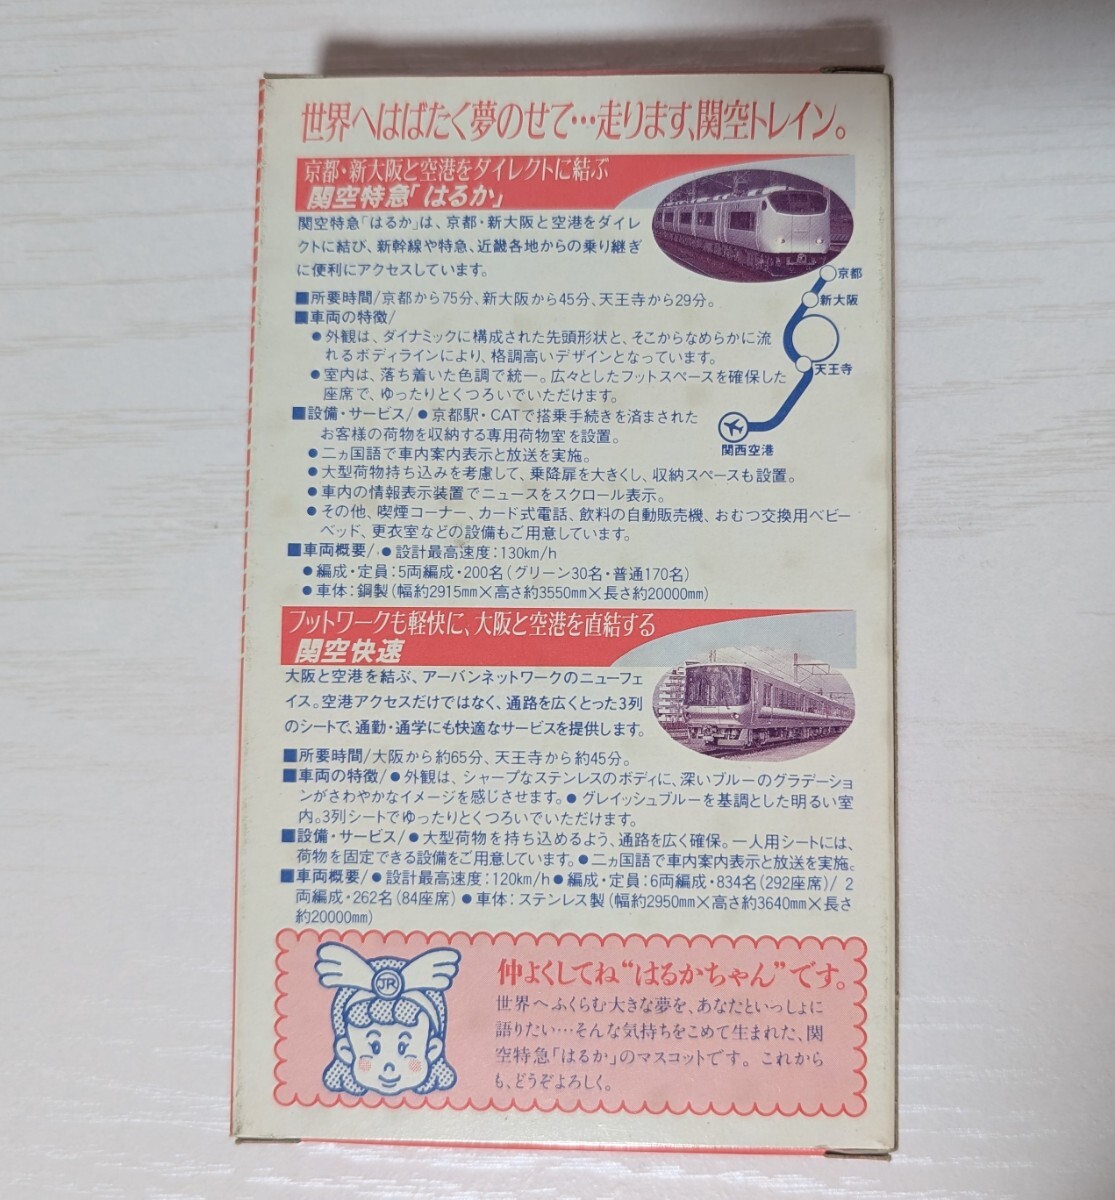 世界へはばたく夢のせて…走ります、関空トレイン。
京都・新大阪と空港をダイレクトに結ぶ
関空特急「はるか」
関空特急「はるか」は、京都・新大阪と空港をダイレ
クトに結び、新幹線や特急、近畿各地からの乗り継ぎ
に便利にアクセスしています。
■所要時間/京都から75分、新大阪から45分、天王寺から29分。
■車両の特徴/
●外観は、ダイナミックに構成された先頭形状と、そこからなめらかに流
れるボディラインにより、格調高いデザインとなっています。
●室内は、落ち着いた色調で統一。広々としたフットスペースを確保した
座席で、ゆったりとくつろいでいただけます。
■設備・サービス/●京都駅・CATで搭乗手続きを済まされた
お客様の荷物を収納する専用荷物室を設置。
●二ヵ国語で車内案内表示と放送を実施。
●大型荷物持ち込みを考慮して、乗降扉を大きくし、収納スペースも設置。
●車内の情報表示装置でニュースをスクロール表示。
●その他、喫煙コーナー、カード式電話、飲料の自動販売機、おむつ交換用ベビー
ベッド、更衣室などの設備もご用意しています。
■車両概要/●設計最高速度:130km/h
●編成・定員:5両編成・200名(グリーン30名・普通170名)
●車体:鋼製(幅約2915mm×高さ約3550mm×長さ約20000mm)
京都
新大阪
天王寺
関西空港
フットワークも軽快に、大阪と空港を直結する
関空快速
大阪と空港を結ぶ、アーバンネットワークのニューフェ
イス。空港アクセスだけではなく、通路を広くとった3列
のシートで、通勤・通学にも快適なサービスを提供します。
■所要時間/大阪から約65分、天王寺から約45分。
■車両の特徴/●外観は、シャープなステンレスのボディに、深いブルーのグラデーショ
ンがさわやかなイメージを感じさせます。●グレイッシュブルーを基調とした明るい室
内。3列シートでゆったりとくつろいでいただけます。
■設備・サービス/●大型荷物を持ち込めるよう、通路を広く確保。一人用シートには、
荷物を固定できる設備をご用意しています。●二ヵ国語で車内案内表示と放送を実施。
■車両概要/●設計最高速度:120km/h●編成・定員:6両編成・834名(292座席)/2
両編成・262名(84座席)●車体:ステンレス製(幅約2950mm×高さ約3640mm×長さ
約20000mm)
JR
仲よくしてね“はるかちゃん”です。
世界へふくらむ大きな夢を、あなたといっしょに
語りたい…そんな気持ちをこめて生まれた、関
空特急「はるか」のマスコットです。これから
も、どうぞよろしく。